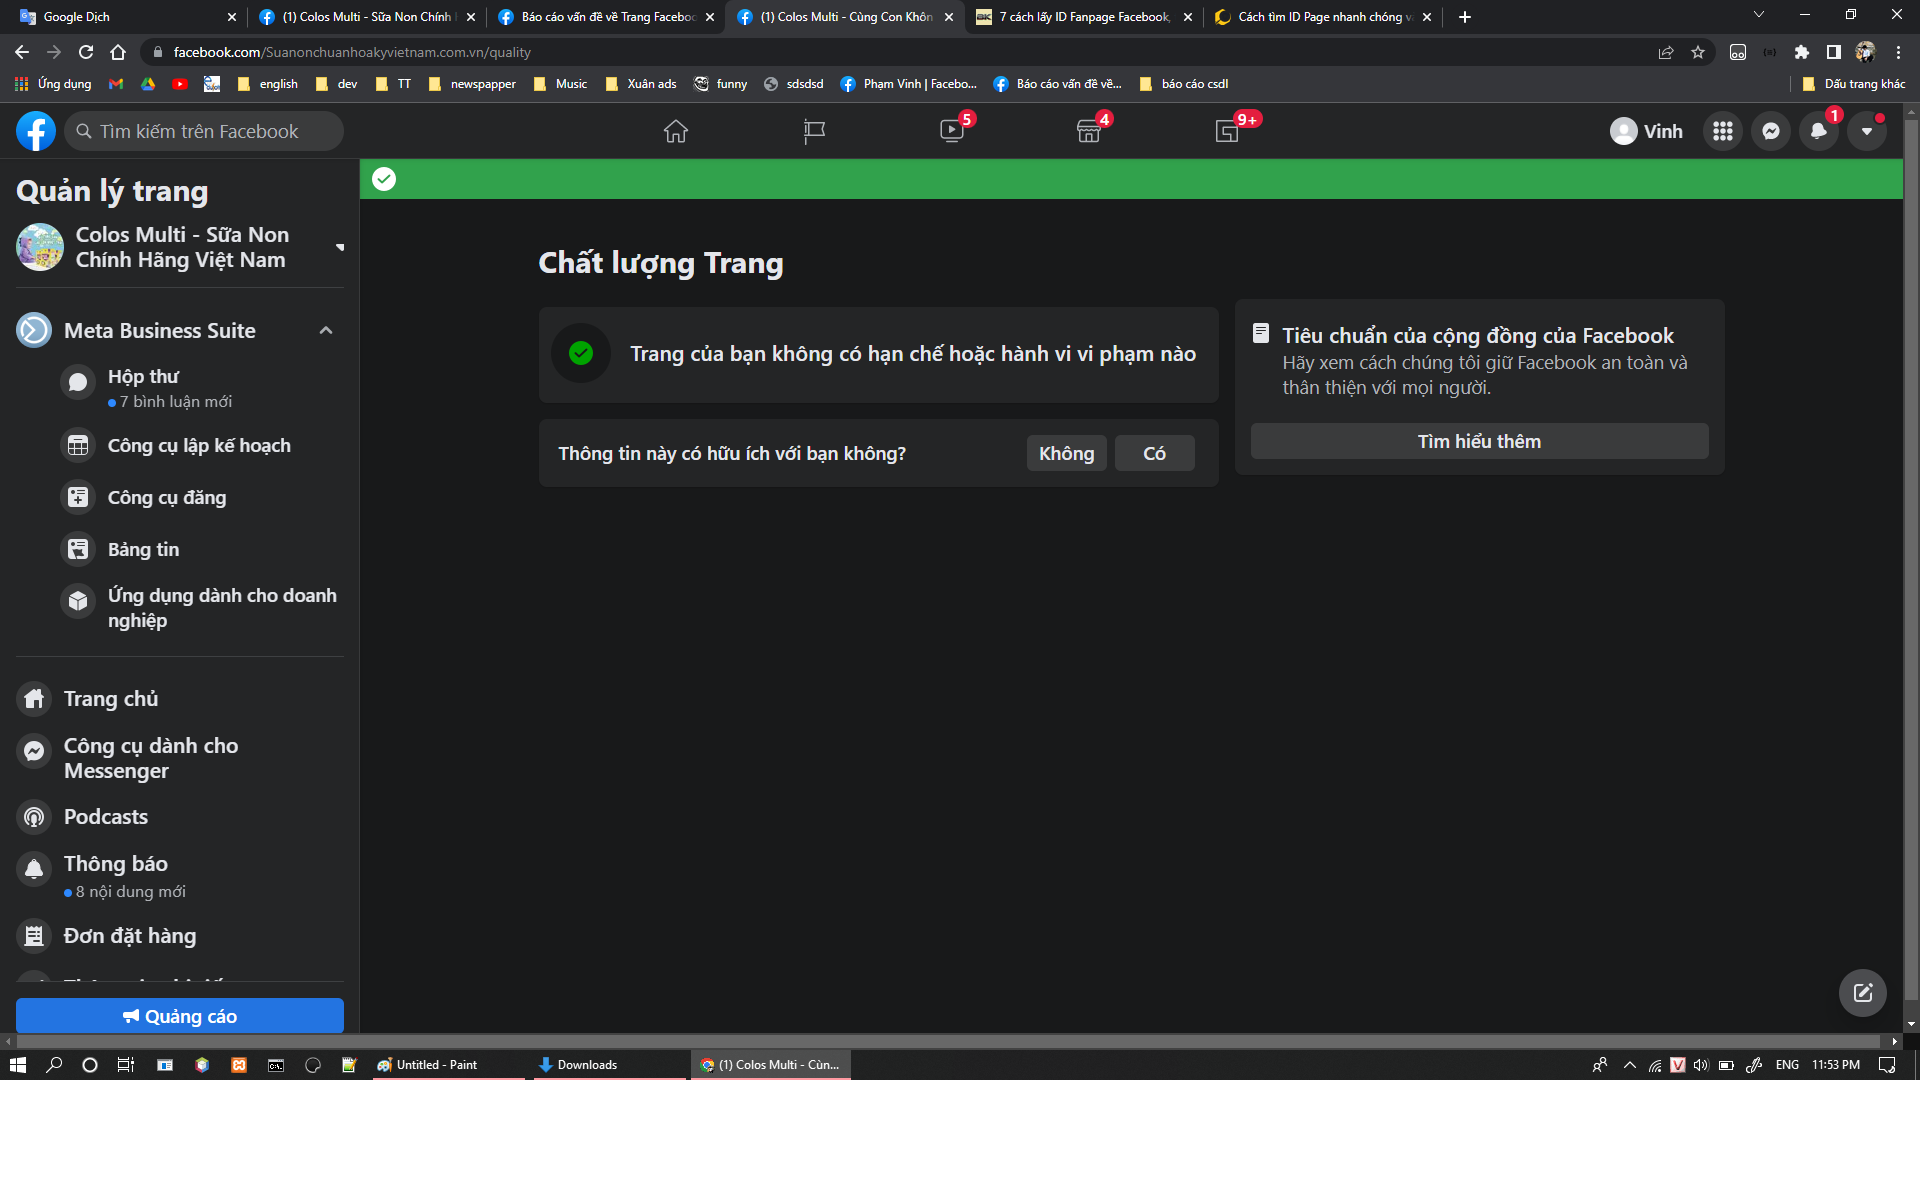 Google Dịch
(1) Colos Multi - Sữa Non Chính
Báo cáo vấn đề về Trang Faceboo
(1) Colos Multi - Cùng Con Khôn
7 cách lấy ID Fanpage Facebook,
Cách tìm ID Page nhanh chóng v
facebook.com/Suanonchuanhoakyvietnam.com.vn/quality
Ứng dụng
english
dev
TT
newspapper
Music
Xuân ads
funny
sdsdsd
Phạm Vinh | Facebo...
Báo cáo vấn đề về...
báo cáo csdl
Dấu trang khác
Tìm kiếm trên Facebook
5
4
9+
Vinh
1
Quản lý trang
Colos Multi - Sữa Non
Chính Hãng Việt Nam
Meta Business Suite
Hộp thư
7 bình luận mới
Công cụ lập kế hoạch
Công cụ đăng
Bảng tin
Ứng dụng dành cho doanh
nghiệp
Trang chủ
Công cụ dành cho
Messenger
Podcasts
Thông báo
8 nội dung mới
Đơn đặt hàng
Quảng cáo
Chất lượng Trang
Trang của bạn không có hạn chế hoặc hành vi vi phạm nào
Thông tin này có hữu ích với bạn không?
Không
Có
Tiêu chuẩn của cộng đồng của Facebook
Hãy xem cách chúng tôi giữ Facebook an toàn và
thân thiện với mọi người.
Tìm hiểu thêm
Untitled - Paint
Downloads
(1) Colos Multi - Cùn...
V
ENG
11:53 PM